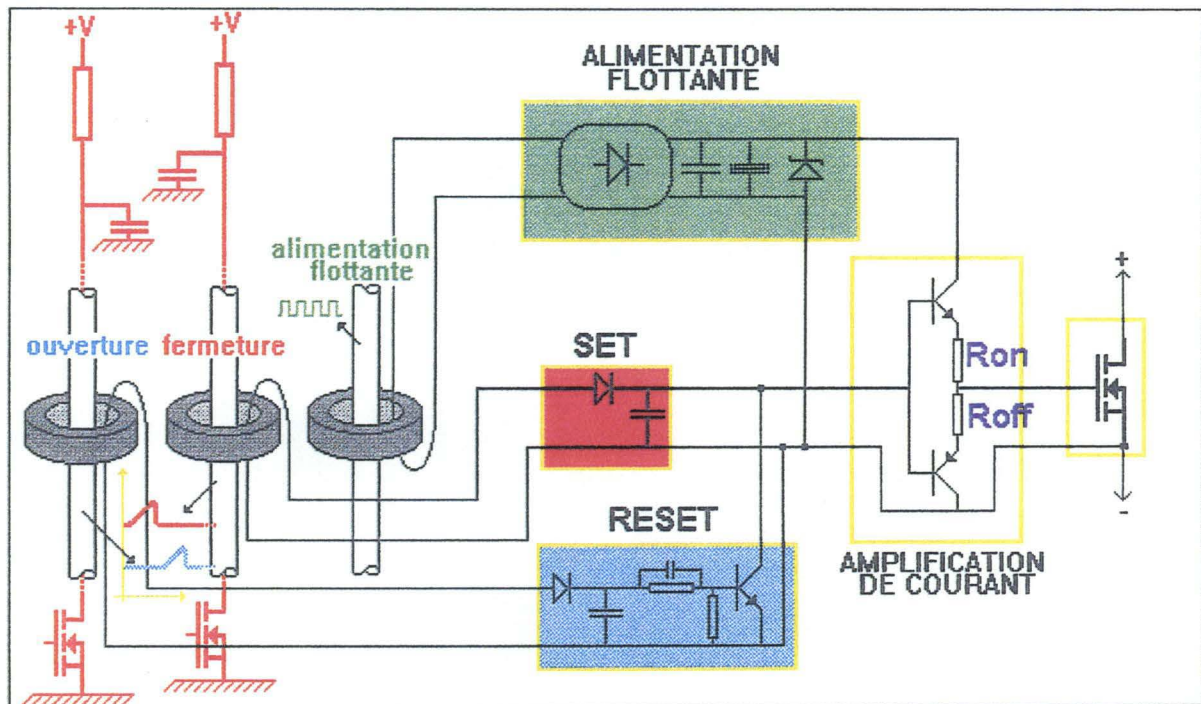 +V
+V
ALIMENTATION
FLOTTANTE
alimentation
flottante
ouverture
fermeture
SET
+
Ron
Roff
RESET
-
AMPLIFICATION
DE COURANT